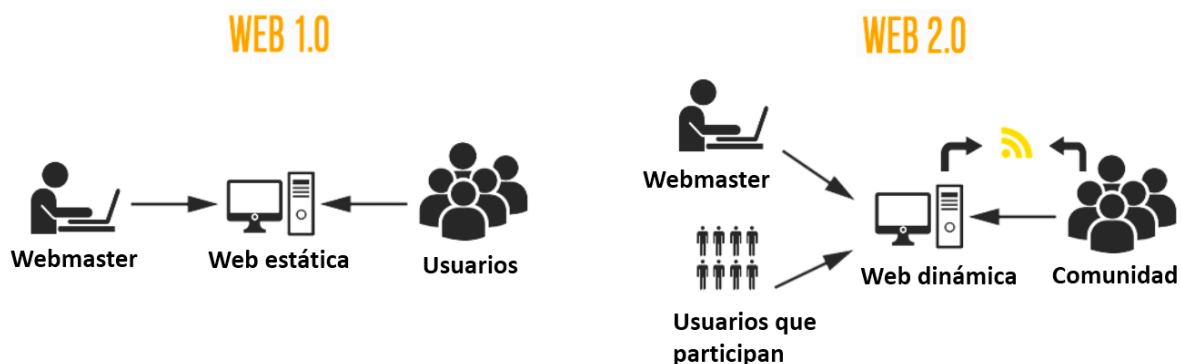 WEB 1.0
Webmaster
Web estática
Usuarios
WEB 2.0
Webmaster
Usuarios que
participan
Web dinámica
Comunidad